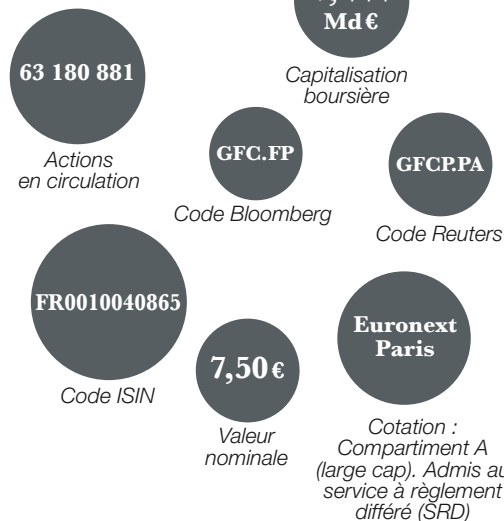 Md €
Capitalisation
boursière
63 180 881
Actions
en circulation
GFC.FP
Code Bloomberg
GFCP.PA
Code Reuters
FR0010040865
Code ISIN
7,50 €
Valeur
nominale
Euronext
Paris
Cotation :
Compartiment A
(large cap). Admis au
service à règlement
différé (SRD)